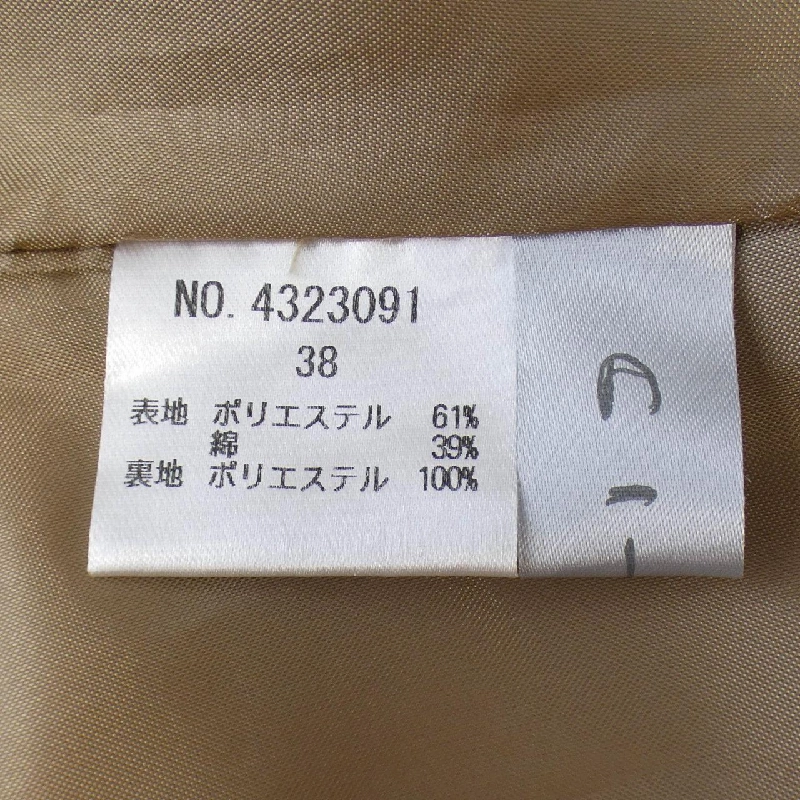 NO. 4323091
38
表地 ポリエステル 61%
綿 39%
裏地 ポリエステル 100%